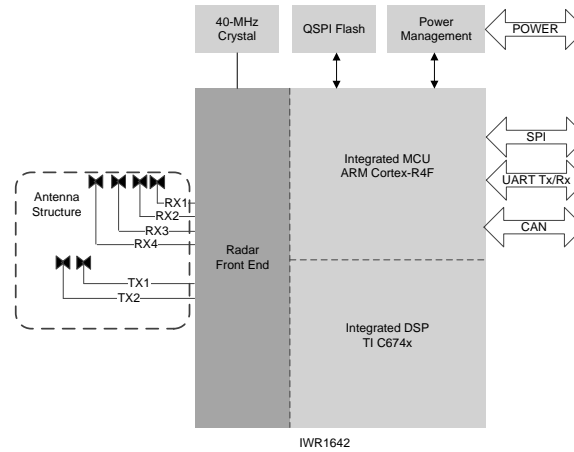 40-MHz
Crystal
QSPI Flash
Power
Management
POWER
SPI
Integrated MCU
ARM Cortex-R4F
UART Tx/Rx
CAN
Antenna
Structure
RX1
RX2
RX3
RX4
Radar
Front End
TX1
TX2
Integrated DSP
TI C674x
IWR1642